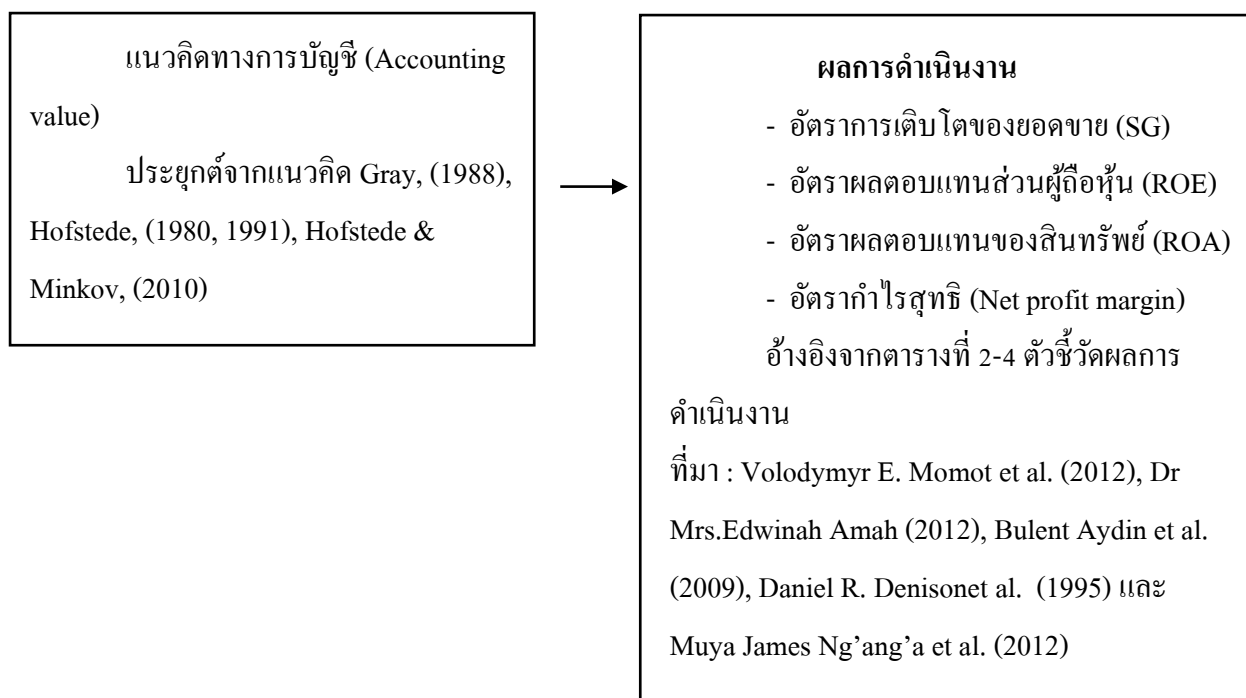 แนวคิดทางการบัญชี (Accounting
value)
ประยุกต์จากแนวคิด Gray, (1988),
Hofstede, (1980, 1991), Hofstede &
Minkov, (2010)
ผลการดำเนินงาน
- อัตราการเติบโตของยอดขาย (SG)
- อัตราผลตอบแทนส่วนผู้ถือหุ้น (ROE)
- อัตราผลตอบแทนของสินทรัพย์ (ROA)
- อัตรากำไรสุทธิ (Net profit margin)
อ้างอิงจากตารางที่ 2-4 ตัวชี้วัดผลการ
ดำเนินงาน
ที่มา : Volodymyr E. Momot et al. (2012), Dr
Mrs.Edwinah Amah (2012), Bulent Aydin et al.
(2009), Daniel R. Denisonet al. (1995) และ
Muya James Ng’ang’a et al. (2012)